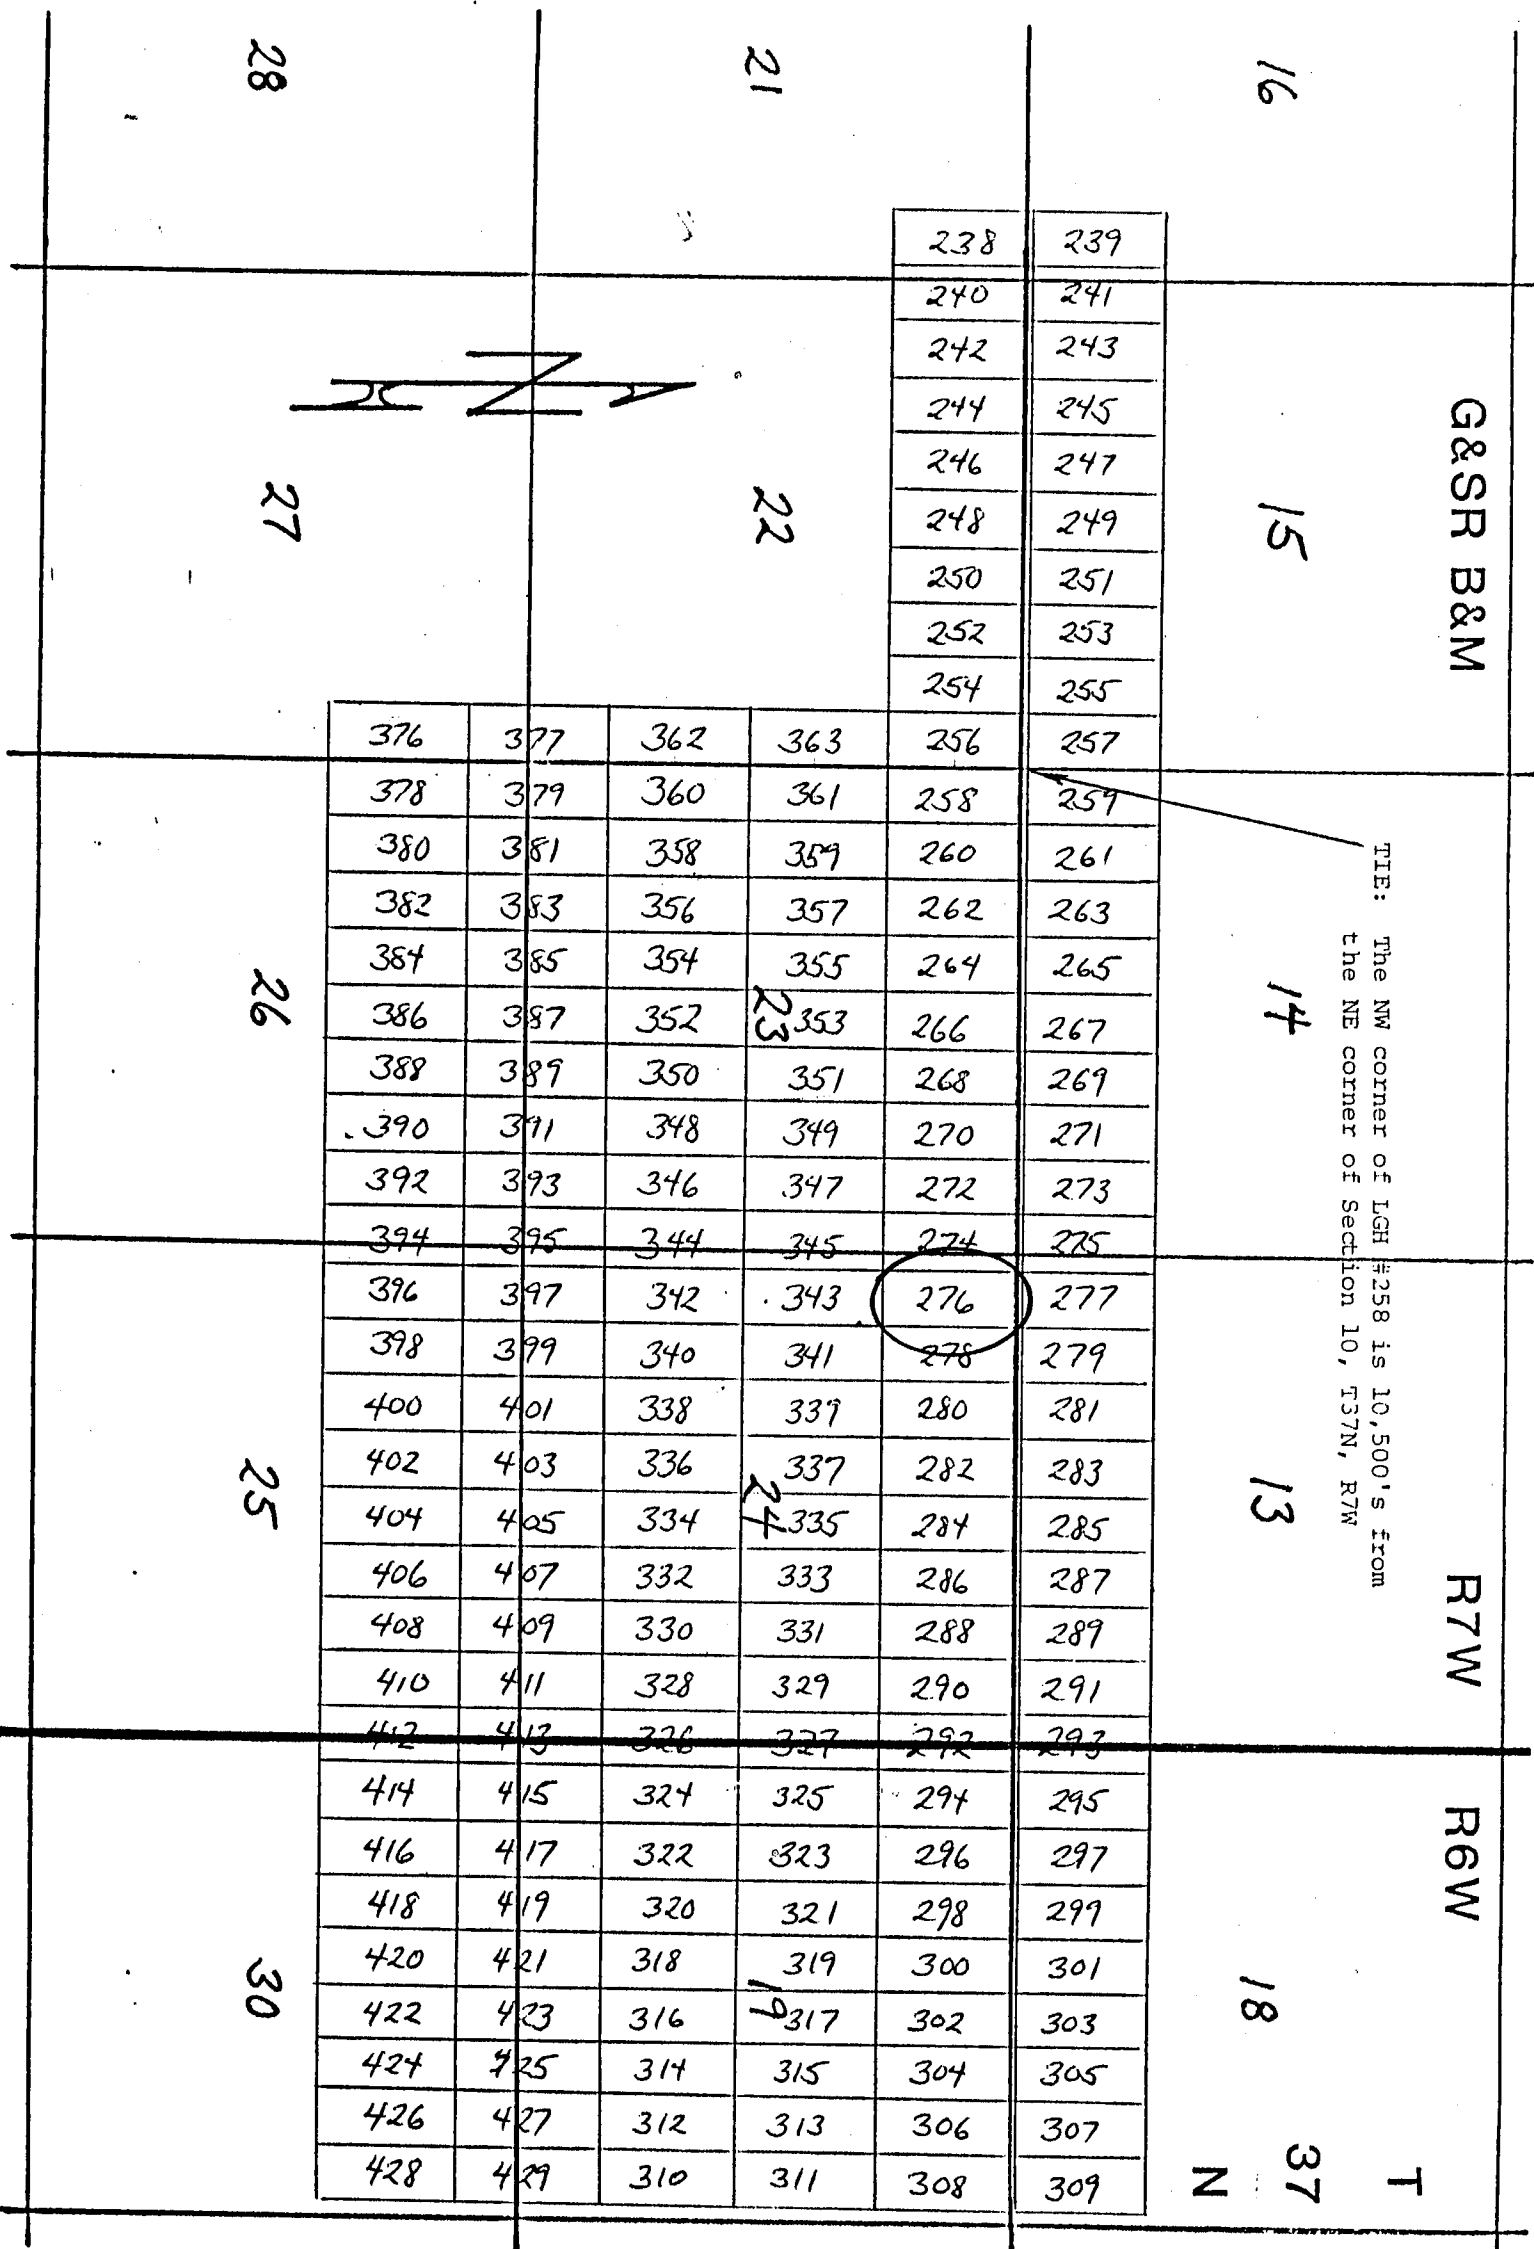 G&SR B&M
R7W
R6W
T
37
N
TIE: The NW corner of LGH #258 is 10,500's from
the NE corner of Section 10, T37N, R7W
16
15
14
13
18
21
22
23
24
19
28
27
26
25
30
N
238 239
240 241
242 243
244 245
246 247
248 249
250 251
252 253
254 255
376 377 362 363 256 257
378 379 360 361 258 259
380 381 358 359 260 261
382 383 356 357 262 263
384 385 354 355 264 265
386 387 352 353 266 267
388 389 350 351 268 269
390 391 348 349 270 271
392 393 346 347 272 273
394 395 344 345 274 275
396 397 342 343 276 277
398 399 340 341 278 279
400 401 338 339 280 281
402 403 336 337 282 283
404 405 334 335 284 285
406 407 332 333 286 287
408 409 330 331 288 289
410 411 328 329 290 291
412 413 326 327 292 293
414 415 324 325 294 295
416 417 322 323 296 297
418 419 320 321 298 299
420 421 318 319 300 301
422 423 316 317 302 303
424 425 314 315 304 305
426 427 312 313 306 307
428 429 310 311 308 309